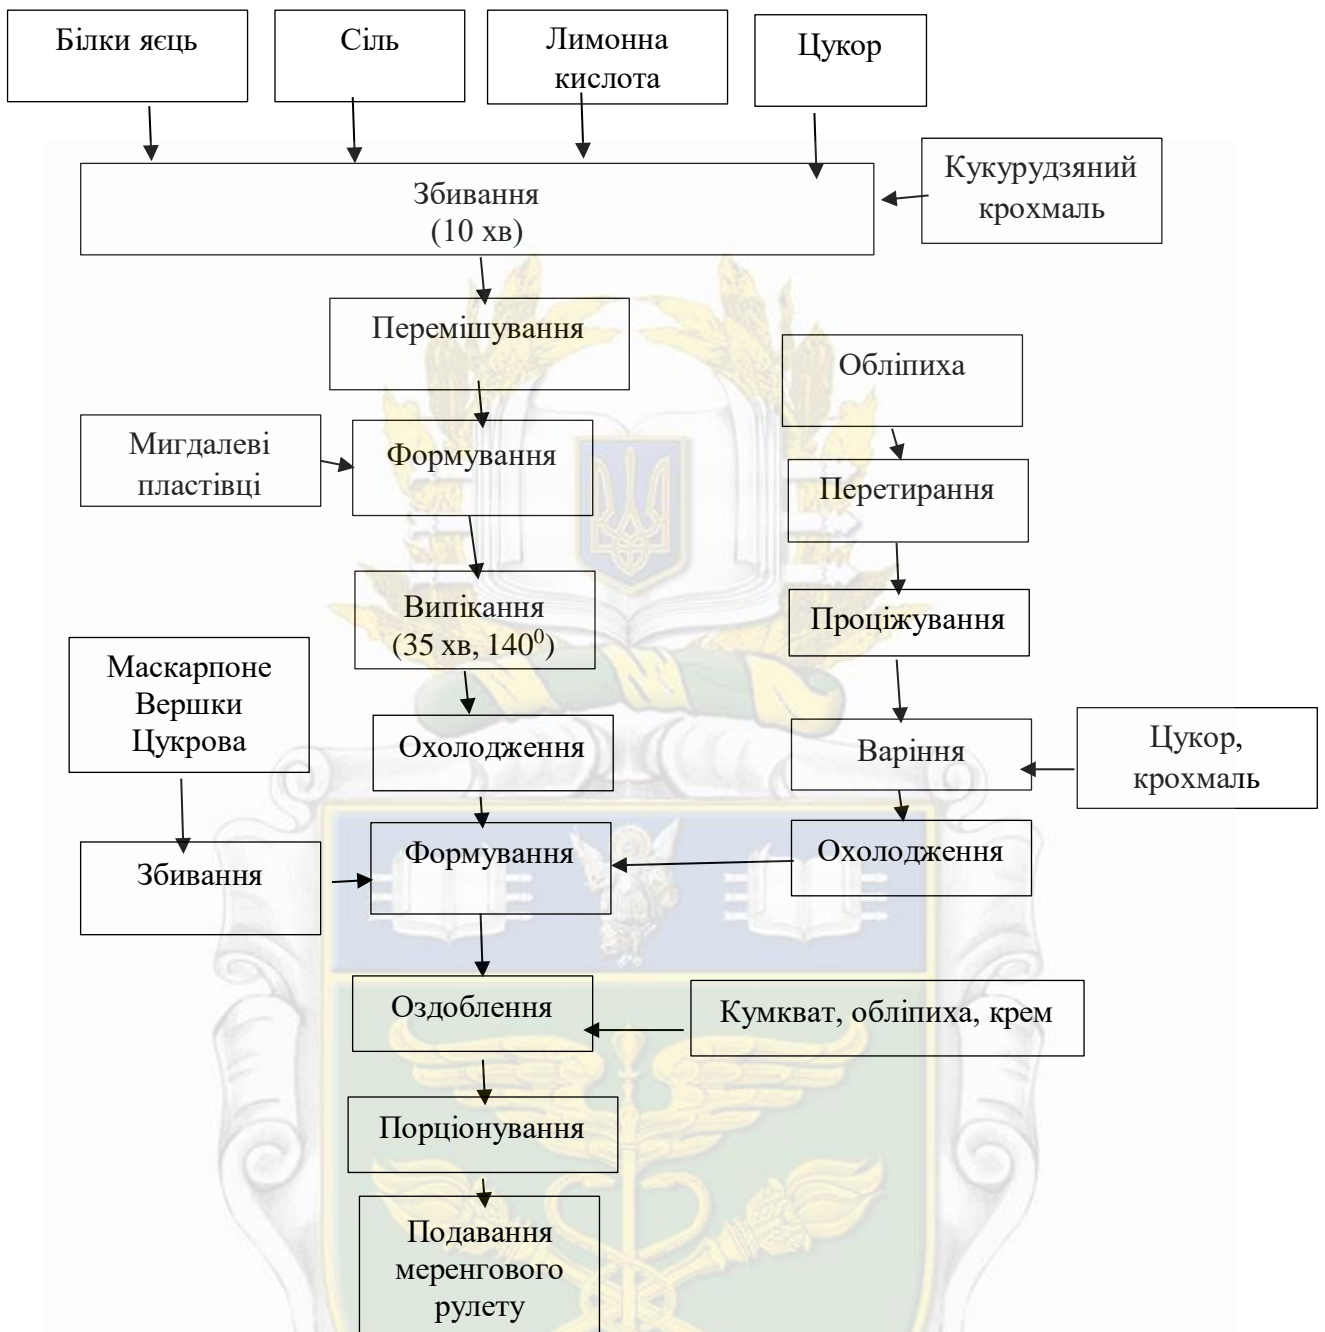 Білки яєць
Сіль
Лимонна
кислота
Цукор
Збивання
(10 хв)
Кукурудзяний
крохмаль
Перемішування
Обліпиха
Мигдалеві
пластівці
Формування
Перетирання
Випікання
(35 хв, 140⁰)
Проціжування
Маскарпоне
Вершки
Цукрова
Охолодження
Варіння
Цукор,
крохмаль
Збивання
Формування
Охолодження
Оздоблення
Кумкват, обліпиха, крем
Порціонування
Подавання
меренгового
рулету